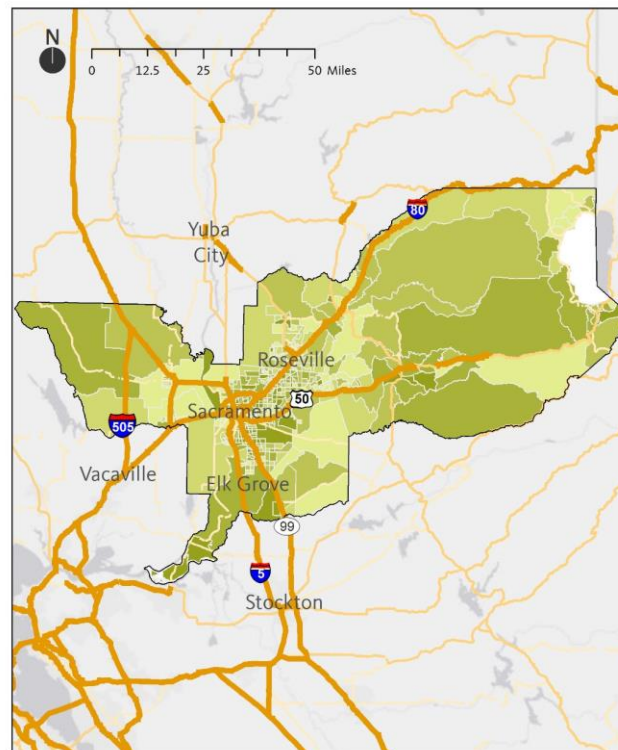 N
0 12.5 25 50 Miles
80
Yuba
City
Roseville
50
Sacramento
505
Vacaville
Elk Grove
99
5
Stockton